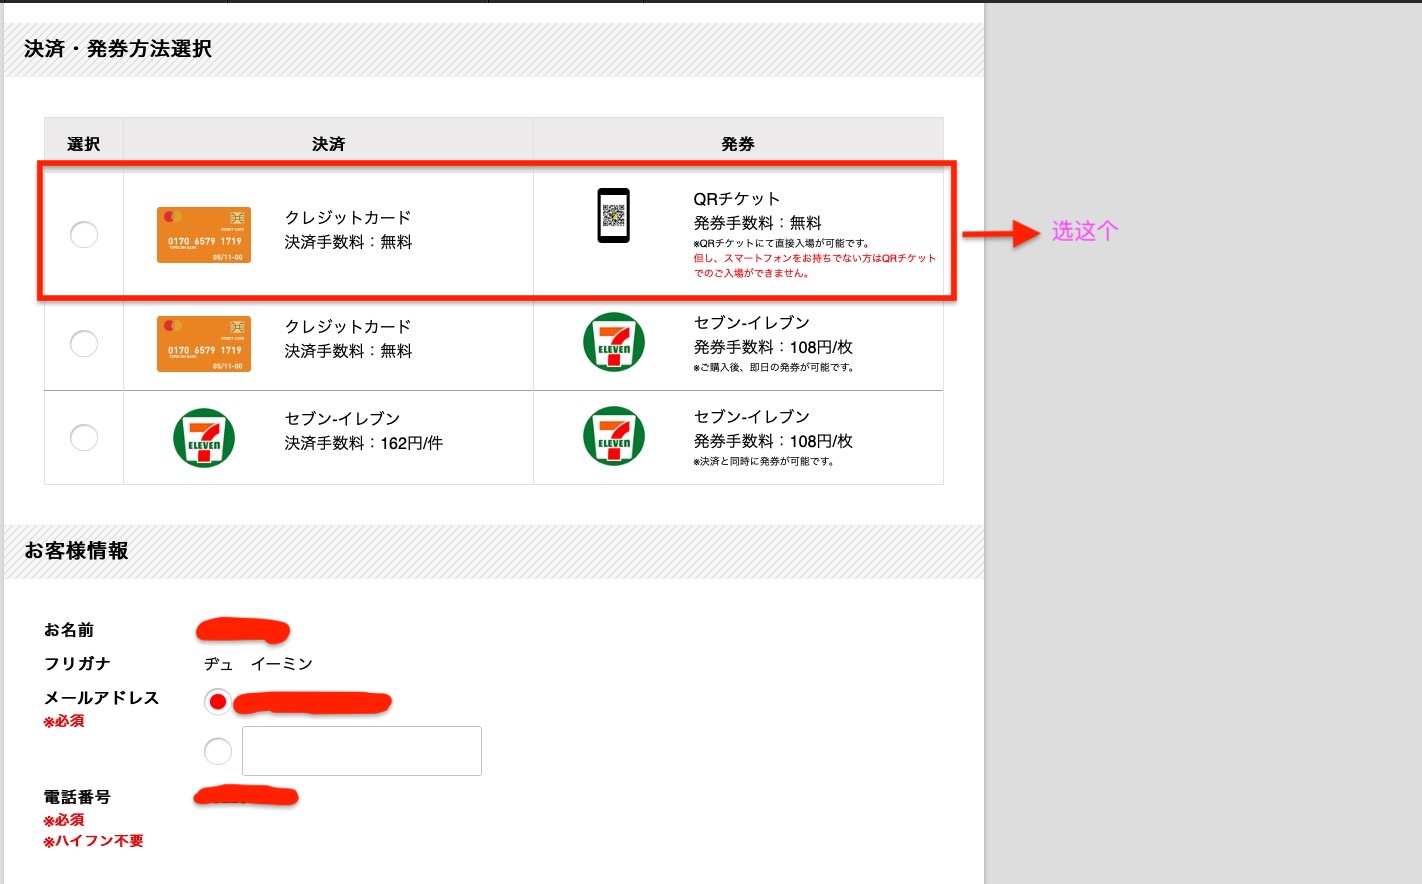 決済・発券方法選択
選択
決済
発券
クレジットカード
決済手数料：無料
0170 6579 1719
05/11-00
QRチケット
発券手数料：無料
※QRチケットにて直接入場が可能です。
但し、スマートフォンをお持ちでない方はQRチケット
でのご入場ができません。
选这个
クレジットカード
決済手数料：無料
0170 6579 1719
05/11-00
7
ELEVEN
セブン-イレブン
発券手数料：108円/枚
※ご購入後、即日の発券が可能です。
7
ELEVEN
セブン-イレブン
決済手数料：162円/件
7
ELEVEN
セブン-イレブン
発券手数料：108円/枚
※決済と同時に発券が可能です。
お客様情報
お名前
フリガナ
ヂュ　イーミン
メールアドレス
※必須
電話番号
※必須
※ハイフン不要